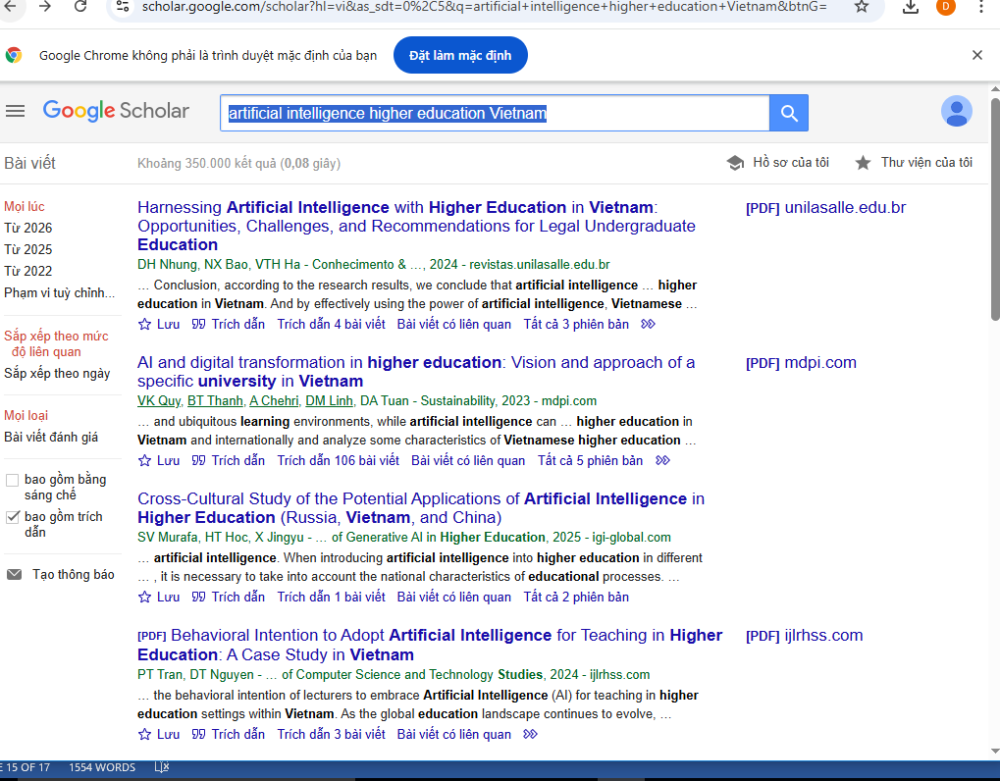 scholar.google.com/scholar?hl=vi&as_sdt=0%2C5&q=artificial+intelligence+higher+education+Vietnam&btnG=
D
Google Chrome không phải là trình duyệt mặc định của bạn
Đặt làm mặc định
Google Scholar
artificial intelligence higher education Vietnam
Bài viết
Khoảng 350.000 kết quả (0,08 giây)
Hồ sơ của tôi
Thư viện của tôi
Mọi lúc
Từ 2026
Từ 2025
Từ 2022
Phạm vi tuỳ chỉnh...
Sắp xếp theo mức
độ liên quan
Sắp xếp theo ngày
Mọi loại
Bài viết đánh giá
bao gồm bằng
sáng chế
bao gồm trích
dẫn
Tạo thông báo
Harnessing Artificial Intelligence with Higher Education in Vietnam:
Opportunities, Challenges, and Recommendations for Legal Undergraduate
Education
[PDF] unilasalle.edu.br
DH Nhung, NX Bao, VTH Ha - Conhecimento & …, 2024 - revistas.unilasalle.edu.br
… Conclusion, according to the research results, we conclude that artificial intelligence … higher
education in Vietnam. And by effectively using the power of artificial intelligence, Vietnamese …
Lưu Trích dẫn Trích dẫn 4 bài viết Bài viết có liên quan Tất cả 3 phiên bản
AI and digital transformation in higher education: Vision and approach of a
specific university in Vietnam
[PDF] mdpi.com
VK Quy, BT Thanh, A Chehri, DM Linh, DA Tuan - Sustainability, 2023 - mdpi.com
… and ubiquitous learning environments, while artificial intelligence can … higher education in
Vietnam and internationally and analyze some characteristics of Vietnamese higher education …
Lưu Trích dẫn Trích dẫn 106 bài viết Bài viết có liên quan Tất cả 5 phiên bản
Cross-Cultural Study of the Potential Applications of Artificial Intelligence in
Higher Education (Russia, Vietnam, and China)
SV Murafa, HT Hoc, X Jingyu - … of Generative AI in Higher Education, 2025 - igi-global.com
… artificial intelligence. When introducing artificial intelligence into higher education in different
… , it is necessary to take into account the national characteristics of educational processes. …
Lưu Trích dẫn Trích dẫn 1 bài viết Bài viết có liên quan Tất cả 2 phiên bản
[PDF] Behavioral Intention to Adopt Artificial Intelligence for Teaching in Higher
Education: A Case Study in Vietnam
[PDF] ijlrhss.com
PT Tran, DT Nguyen - … of Computer Science and Technology Studies, 2024 - ijlrhss.com
… the behavioral intention of lecturers to embrace Artificial Intelligence (AI) for teaching in higher
education settings within Vietnam. As the global education landscape continues to evolve, …
Lưu Trích dẫn Trích dẫn 3 bài viết Bài viết có liên quan
E 15 OF 17 1554 WORDS